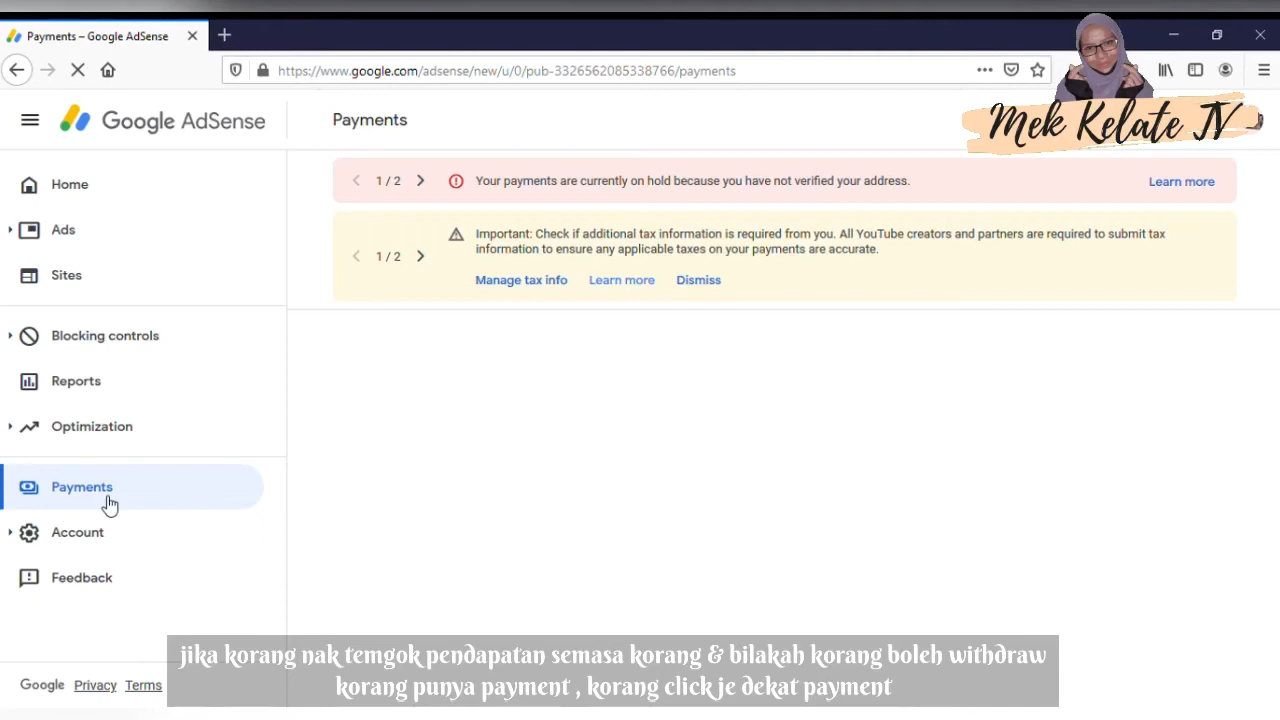 Payments – Google AdSense
https://www.google.com/adsense/new/u/0/pub-3326562085338766/payments
Mek Kelate TV
Google AdSense
Payments
Home
Ads
Sites
Blocking controls
Reports
Optimization
Payments
Account
Feedback
Google Privacy Terms
1 / 2
Your payments are currently on hold because you have not verified your address.
Learn more
1 / 2
Important: Check if additional tax information is required from you. All YouTube creators and partners are required to submit tax
information to ensure any applicable taxes on your payments are accurate.
Manage tax info Learn more Dismiss
jika korang nak temgok pendapatan semasa korang & bilakah korang boleh withdraw
korang punya payment , korang click je dekat payment